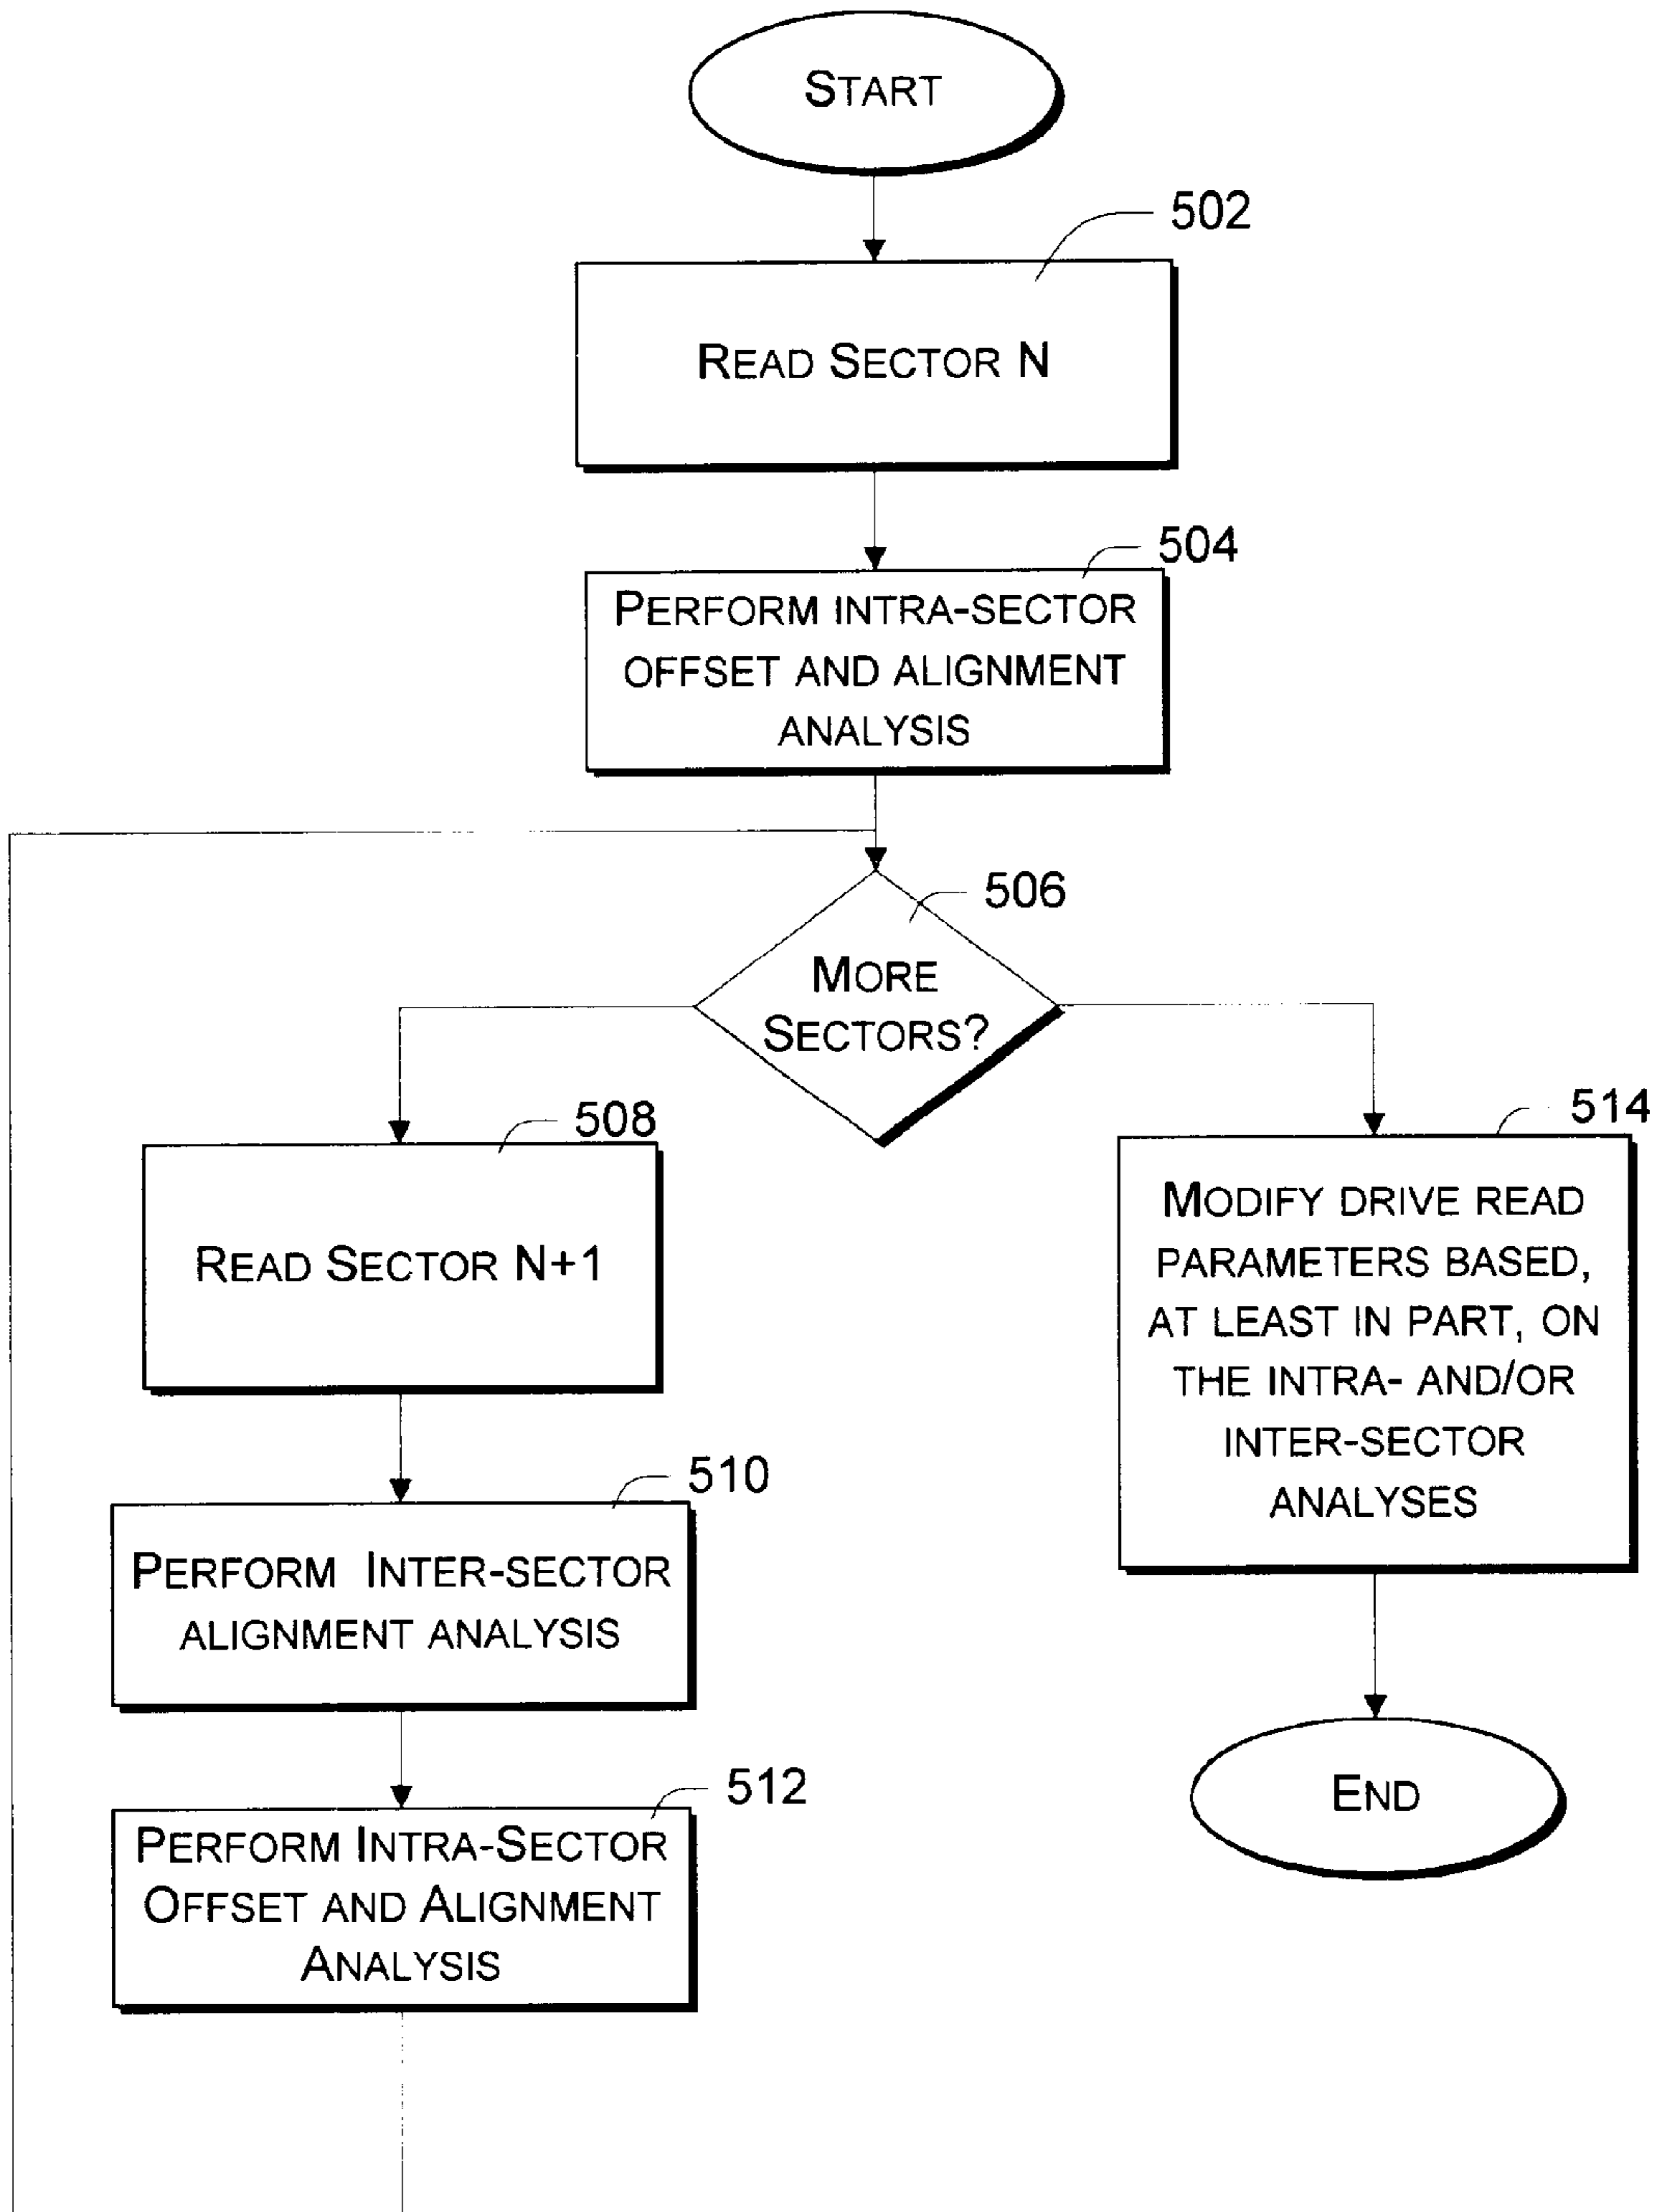 START
502
READ SECTOR N
504
PERFORM INTRA-SECTOR
OFFSET AND ALIGNMENT
ANALYSIS
506
MORE
SECTORS?
508
READ SECTOR N+1
510
PERFORM INTER-SECTOR
ALIGNMENT ANALYSIS
512
PERFORM INTRA-SECTOR
OFFSET AND ALIGNMENT
ANALYSIS
514
MODIFY DRIVE READ
PARAMETERS BASED,
AT LEAST IN PART, ON
THE INTRA- AND/OR
INTER-SECTOR
ANALYSES
END